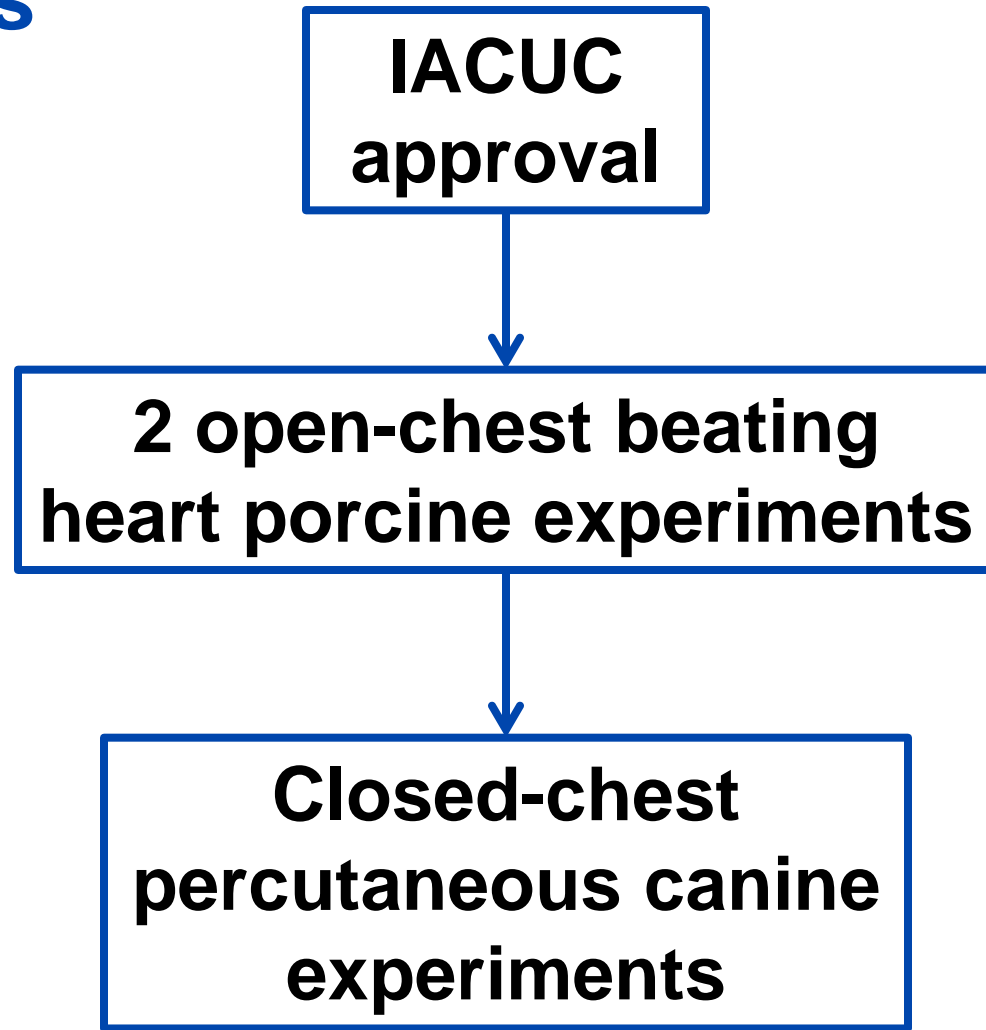 s
IACUC
approval
2 open-chest beating
heart porcine experiments
Closed-chest
percutaneous canine
experiments